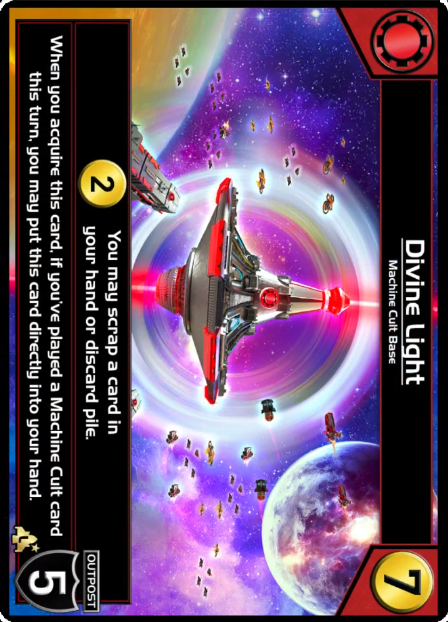 Divine Light
Machine Cult Base
7
2
You may scrap a card in
your hand or discard pile.
When you acquire this card, if you've played a Machine Cult card
this turn, you may put this card directly into your hand.
OUTPOST
5